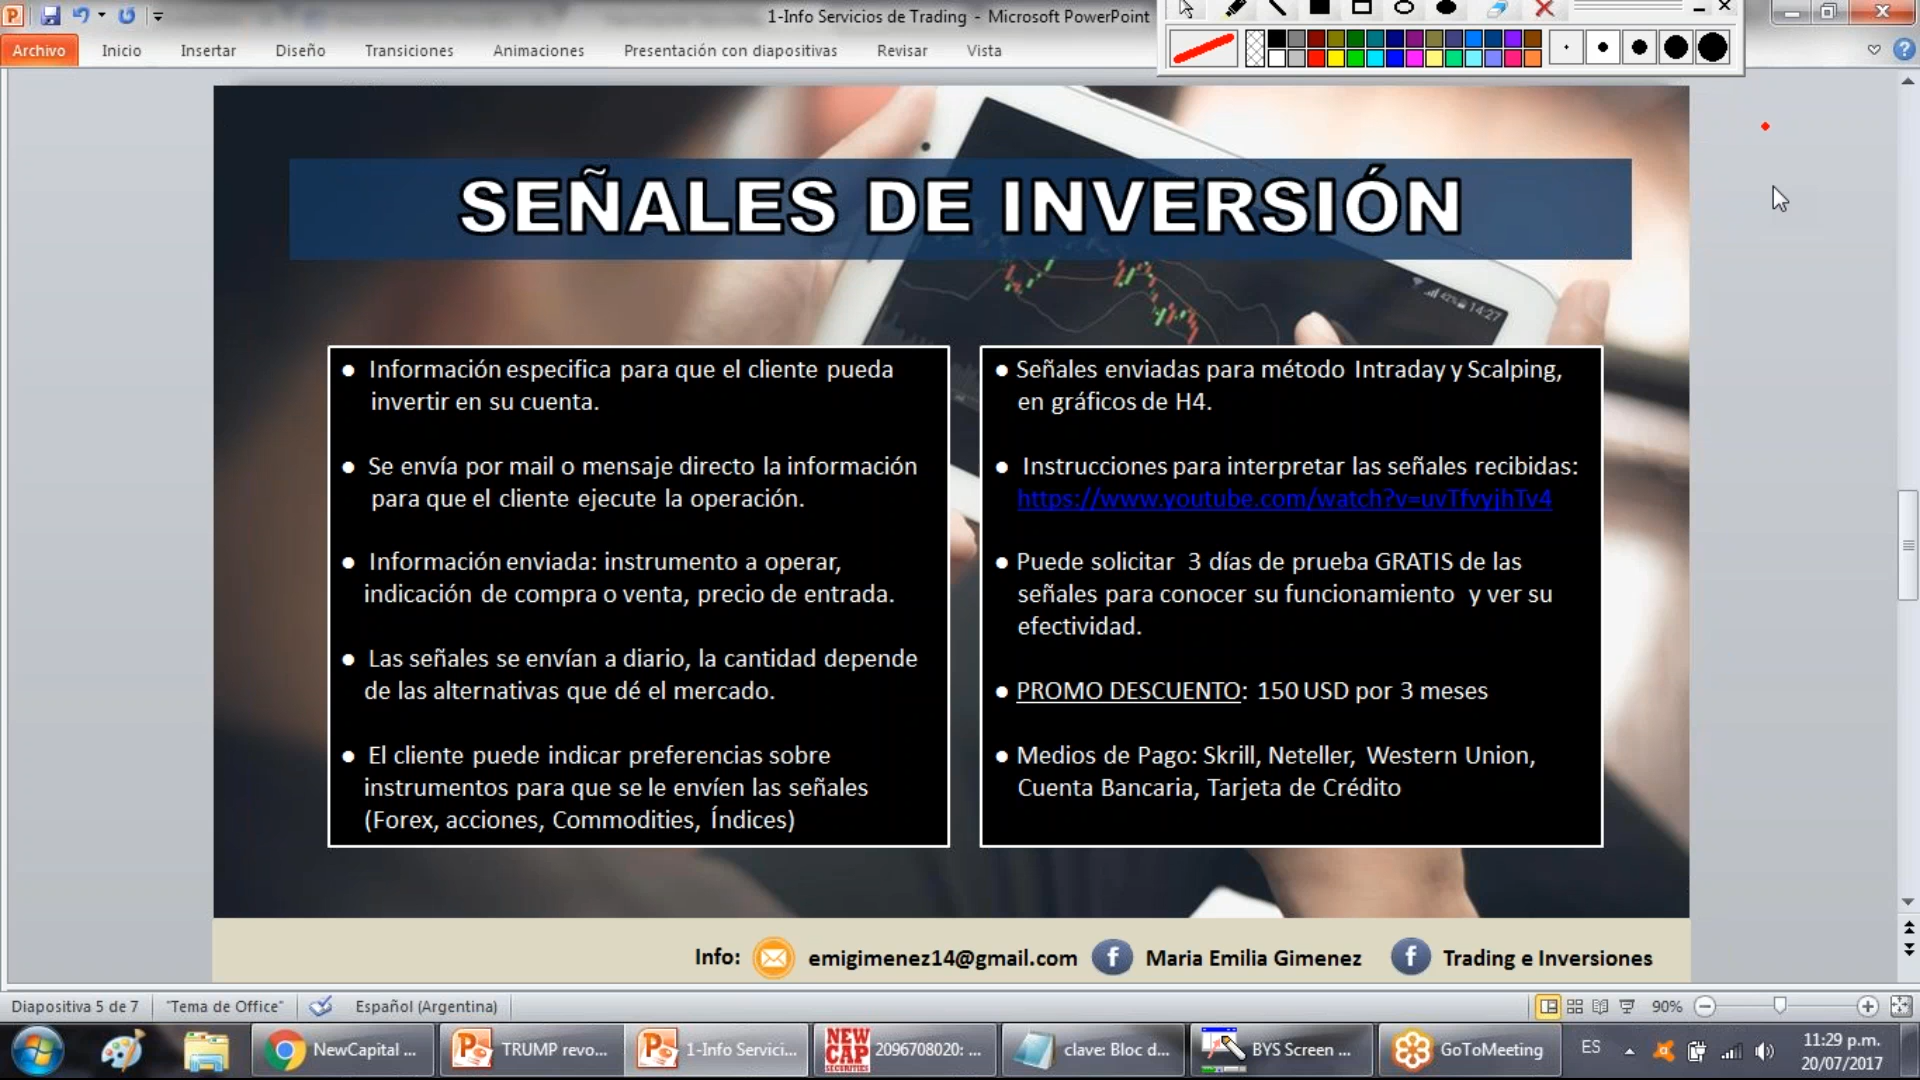 1-Info Servicios de Trading - Microsoft PowerPoint
Archivo
Inicio
Insertar
Diseño
Transiciones
Animaciones
Presentación con diapositivas
Revisar
Vista
SEÑALES DE INVERSIÓN
42% 14:27
● Información especifica para que el cliente pueda
invertir en su cuenta.
● Se envía por mail o mensaje directo la información
para que el cliente ejecute la operación.
● Información enviada: instrumento a operar,
indicación de compra o venta, precio de entrada.
● Las señales se envían a diario, la cantidad depende
de las alternativas que dé el mercado.
● El cliente puede indicar preferencias sobre
instrumentos para que se le envíen las señales
(Forex, acciones, Commodities, Índices)
● Señales enviadas para método Intraday y Scalping,
en gráficos de H4.
● Instrucciones para interpretar las señales recibidas:
https://www.youtube.com/watch?v=uvTfvyjhTv4
● Puede solicitar 3 días de prueba GRATIS de las
señales para conocer su funcionamiento y ver su
efectividad.
● PROMO DESCUENTO: 150 USD por 3 meses
● Medios de Pago: Skrill, Neteller, Western Union,
Cuenta Bancaria, Tarjeta de Crédito
Info: emigimenez14@gmail.com Maria Emilia Gimenez Trading e Inversiones
Diapositiva 5 de 7
"Tema de Office"
Español (Argentina)
90%
NewCapital ...
TRUMP revo...
1-Info Servici...
NEW CAP SECURITIES
2096708020: ...
clave: Bloc d...
BYS Screen ...
GoToMeeting
ES
11:29 p.m.
20/07/2017